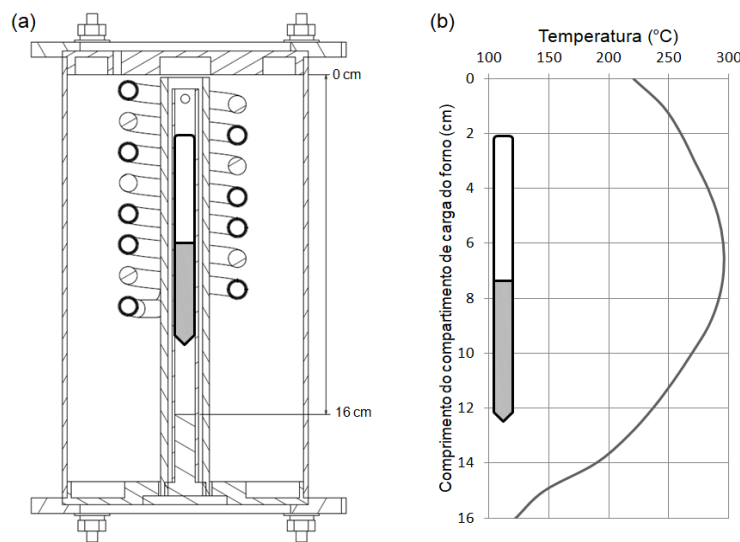 (a)
0 cm
16 cm
(b)
Temperatura (°C)
100 150 200 250 300
Comprimento do compartimento de carga do forno (cm)
0
2
4
6
8
10
12
14
16